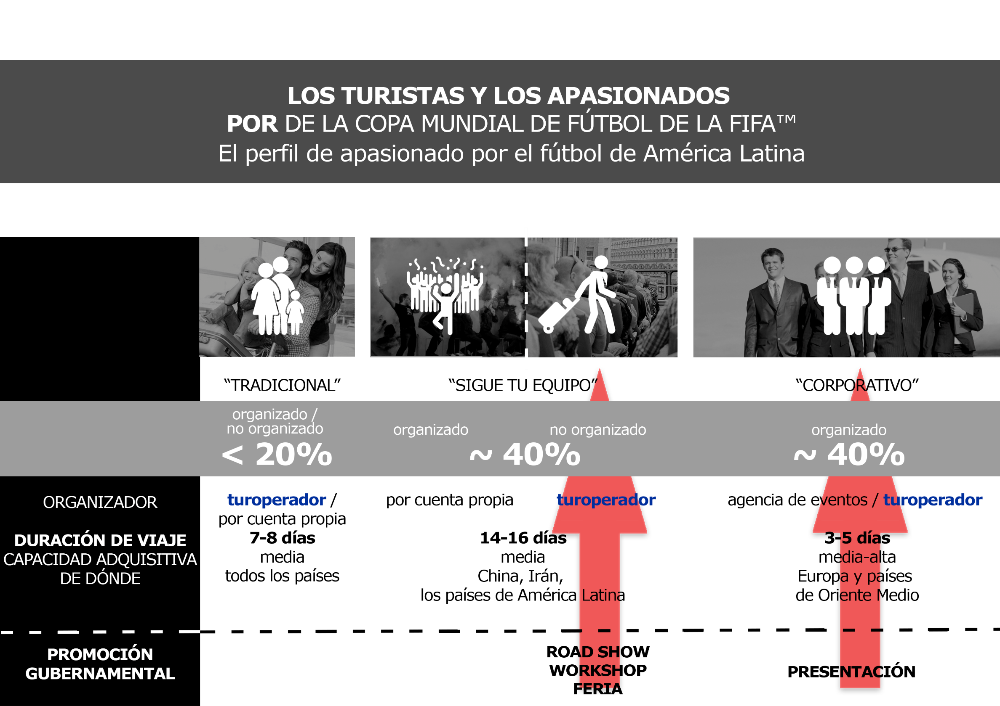 LOS TURISTAS Y LOS APASIONADOS
POR DE LA COPA MUNDIAL DE FÚTBOL DE LA FIFA™
El perfil de apasionado por el fútbol de América Latina
“TRADICIONAL”
“SIGUE TU EQUIPO”
“CORPORATIVO”
organizado /
no organizado
< 20%
organizado
no organizado
~ 40%
organizado
~ 40%
ORGANIZADOR
DURACIÓN DE VIAJE
CAPACIDAD ADQUISITIVA
DE DÓNDE
turoperador /
por cuenta propia
7-8 días
media
todos los países
por cuenta propia
turoperador
14-16 días
media
China, Irán,
los países de América Latina
agencia de eventos / turoperador
3-5 días
media-alta
Europa y países
de Oriente Medio
PROMOCIÓN
GUBERNAMENTAL
ROAD SHOW
WORKSHOP
FERIA
PRESENTACIÓN